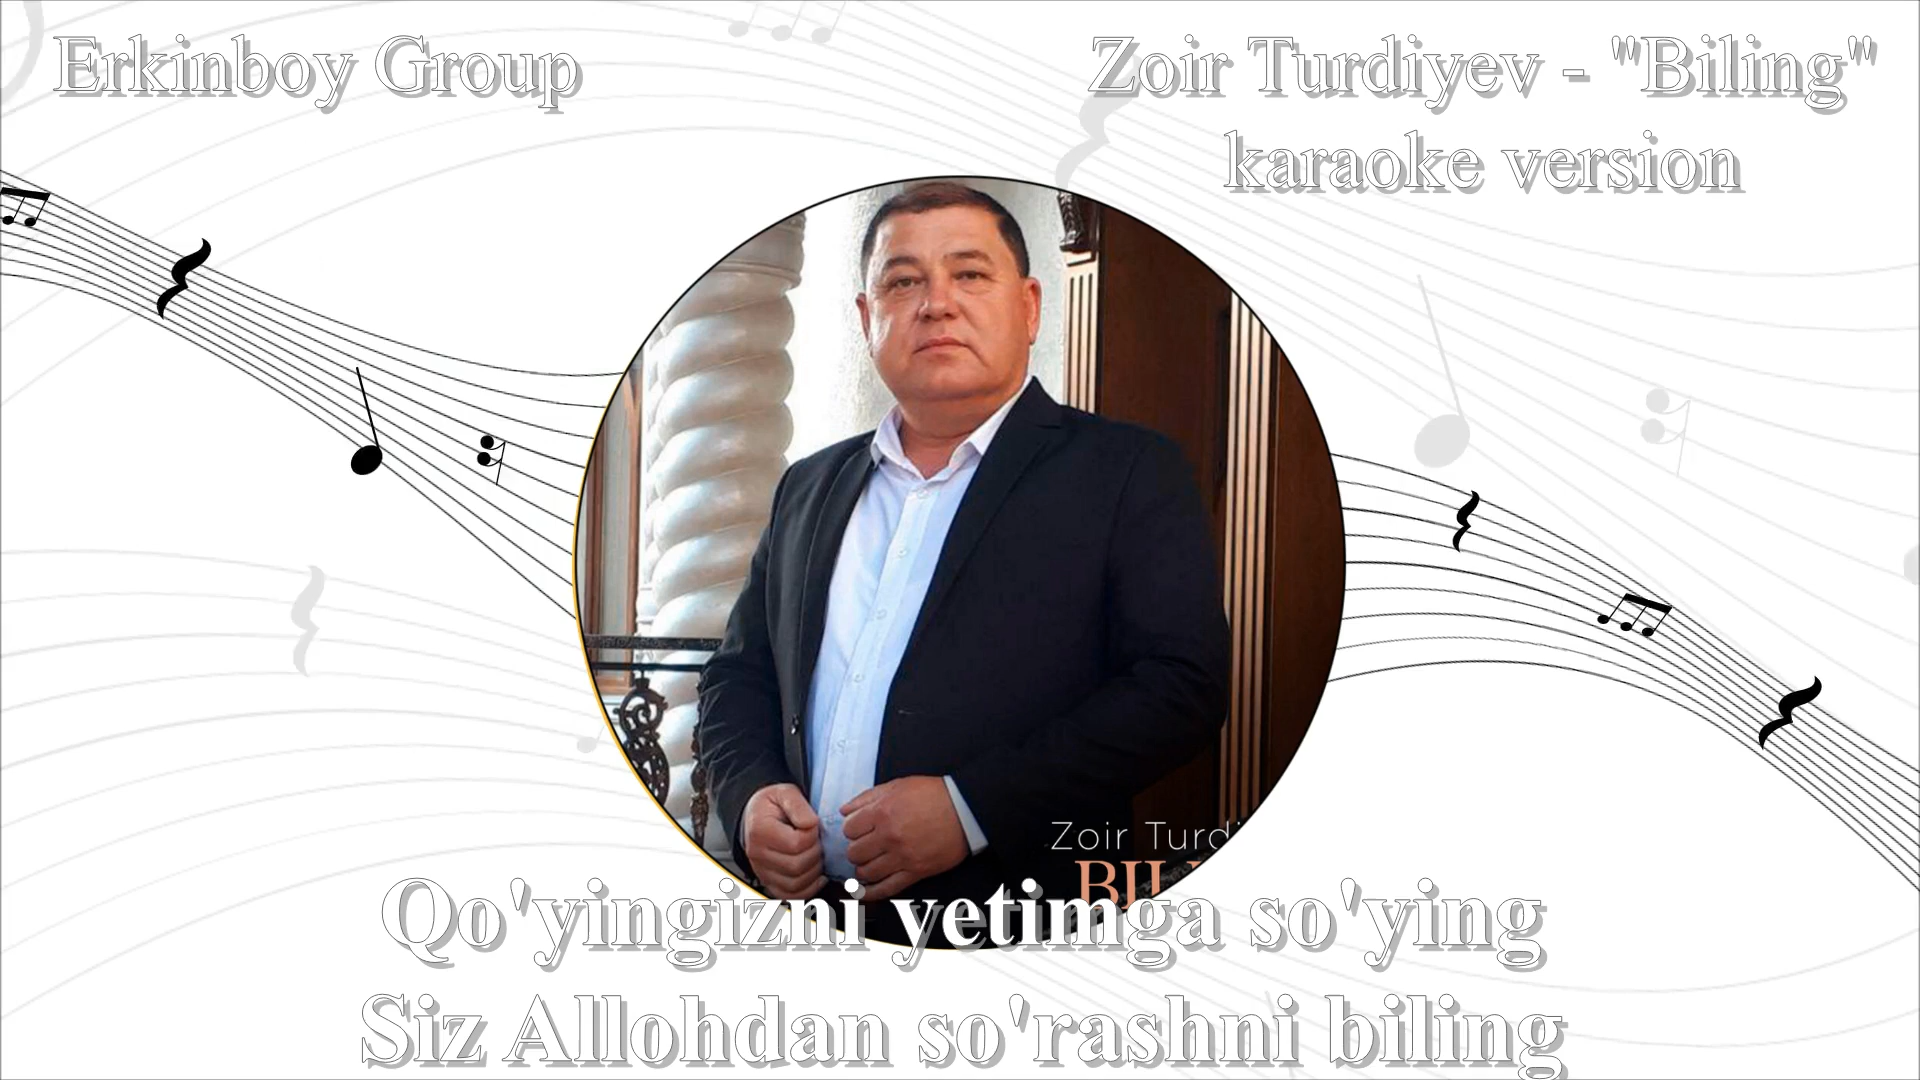 Erkinboy Group
Zoir Turdiyev - "Biling"
karaoke version
Zoir Turdi
BIL
Qo'yingizni yetimga so'ying
Siz Allohdan so'rashni biling